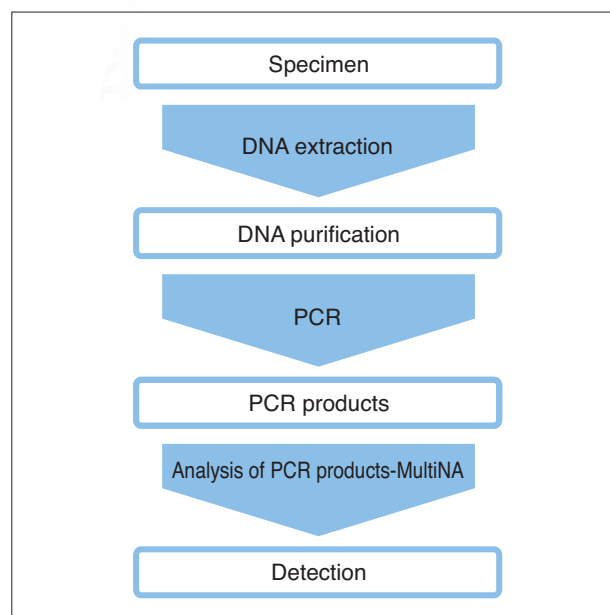 Specimen
DNA extraction
DNA purification
PCR
PCR products
Analysis of PCR products-MultiNA
Detection